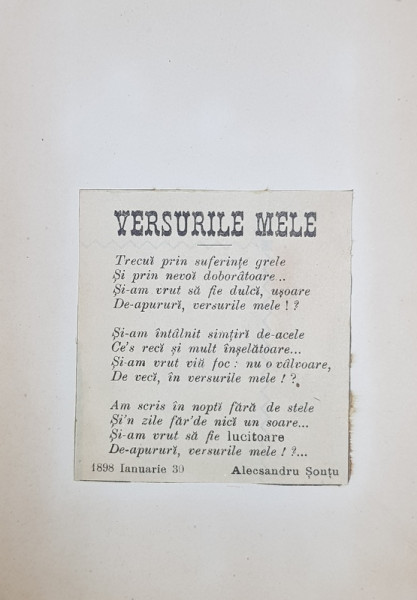 VERSURILE MELE
Trecuĭ prin suferințe grele
Și prin nevoĭ doborâtoare..
Și-am vrut să fie dulcĭ, ușoare
De-apururĭ, versurile mele ! ?
Și-am întâlnit simțirĭ de-acele
Ce's recĭ și mult înșelătoare...
Și-am vrut viŭ foc : nu o vâlvoare,
De vecĭ, în versurile mele ! ?
Am scris în noptĭ fără de stele
Și'n zile făr'de nicĭ un soare...
Și-am vrut să fie lucitoare
De-apururĭ, versurile mele ! ?...
1898 Ianuarie 30 Alecsandru Șonțu